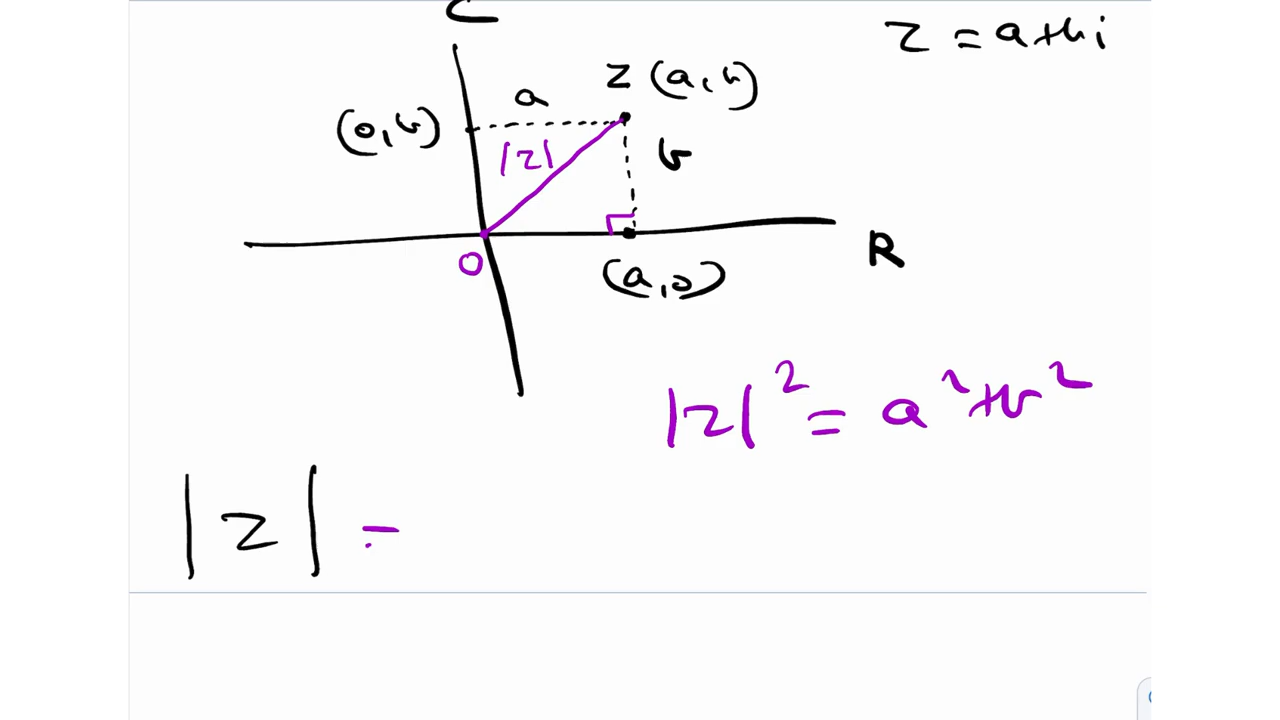 z = a+bi
z (a,b)
a
(0,b)
|z|
b
R
0
(a,0)
|z|² = a²+b²
|z| =